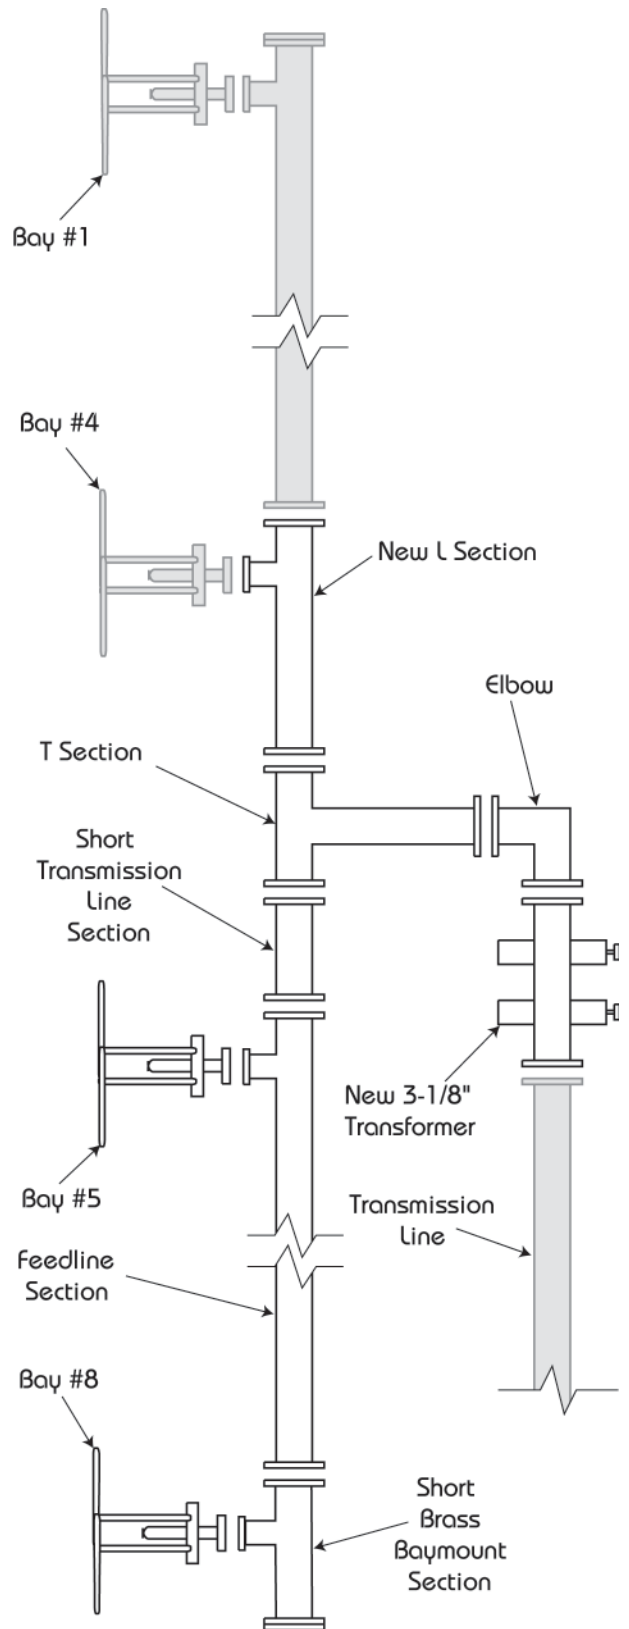 Bay #1
Bay #4
New L Section
Elbow
T Section
Short
Transmission
Line
Section
New 3-1/8"
Transformer
Bay #5
Transmission
Line
Feedline
Section
Bay #8
Short
Brass
Baymount
Section